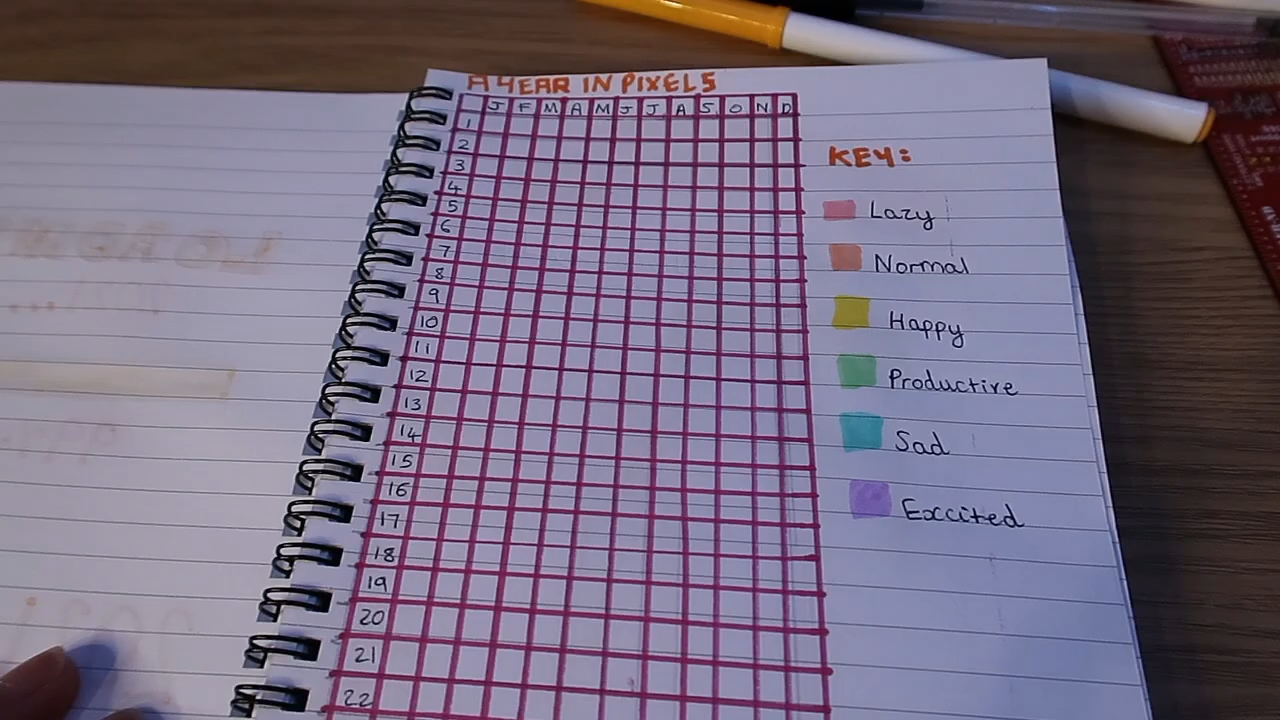 A YEAR IN PIXELS
J F M A M J J A S O N D
1
2
3
4
5
6
7
8
9
10
11
12
13
14
15
16
17
18
19
20
21
22
KEY:
Lazy
Normal
Happy
Productive
Sad
Excited